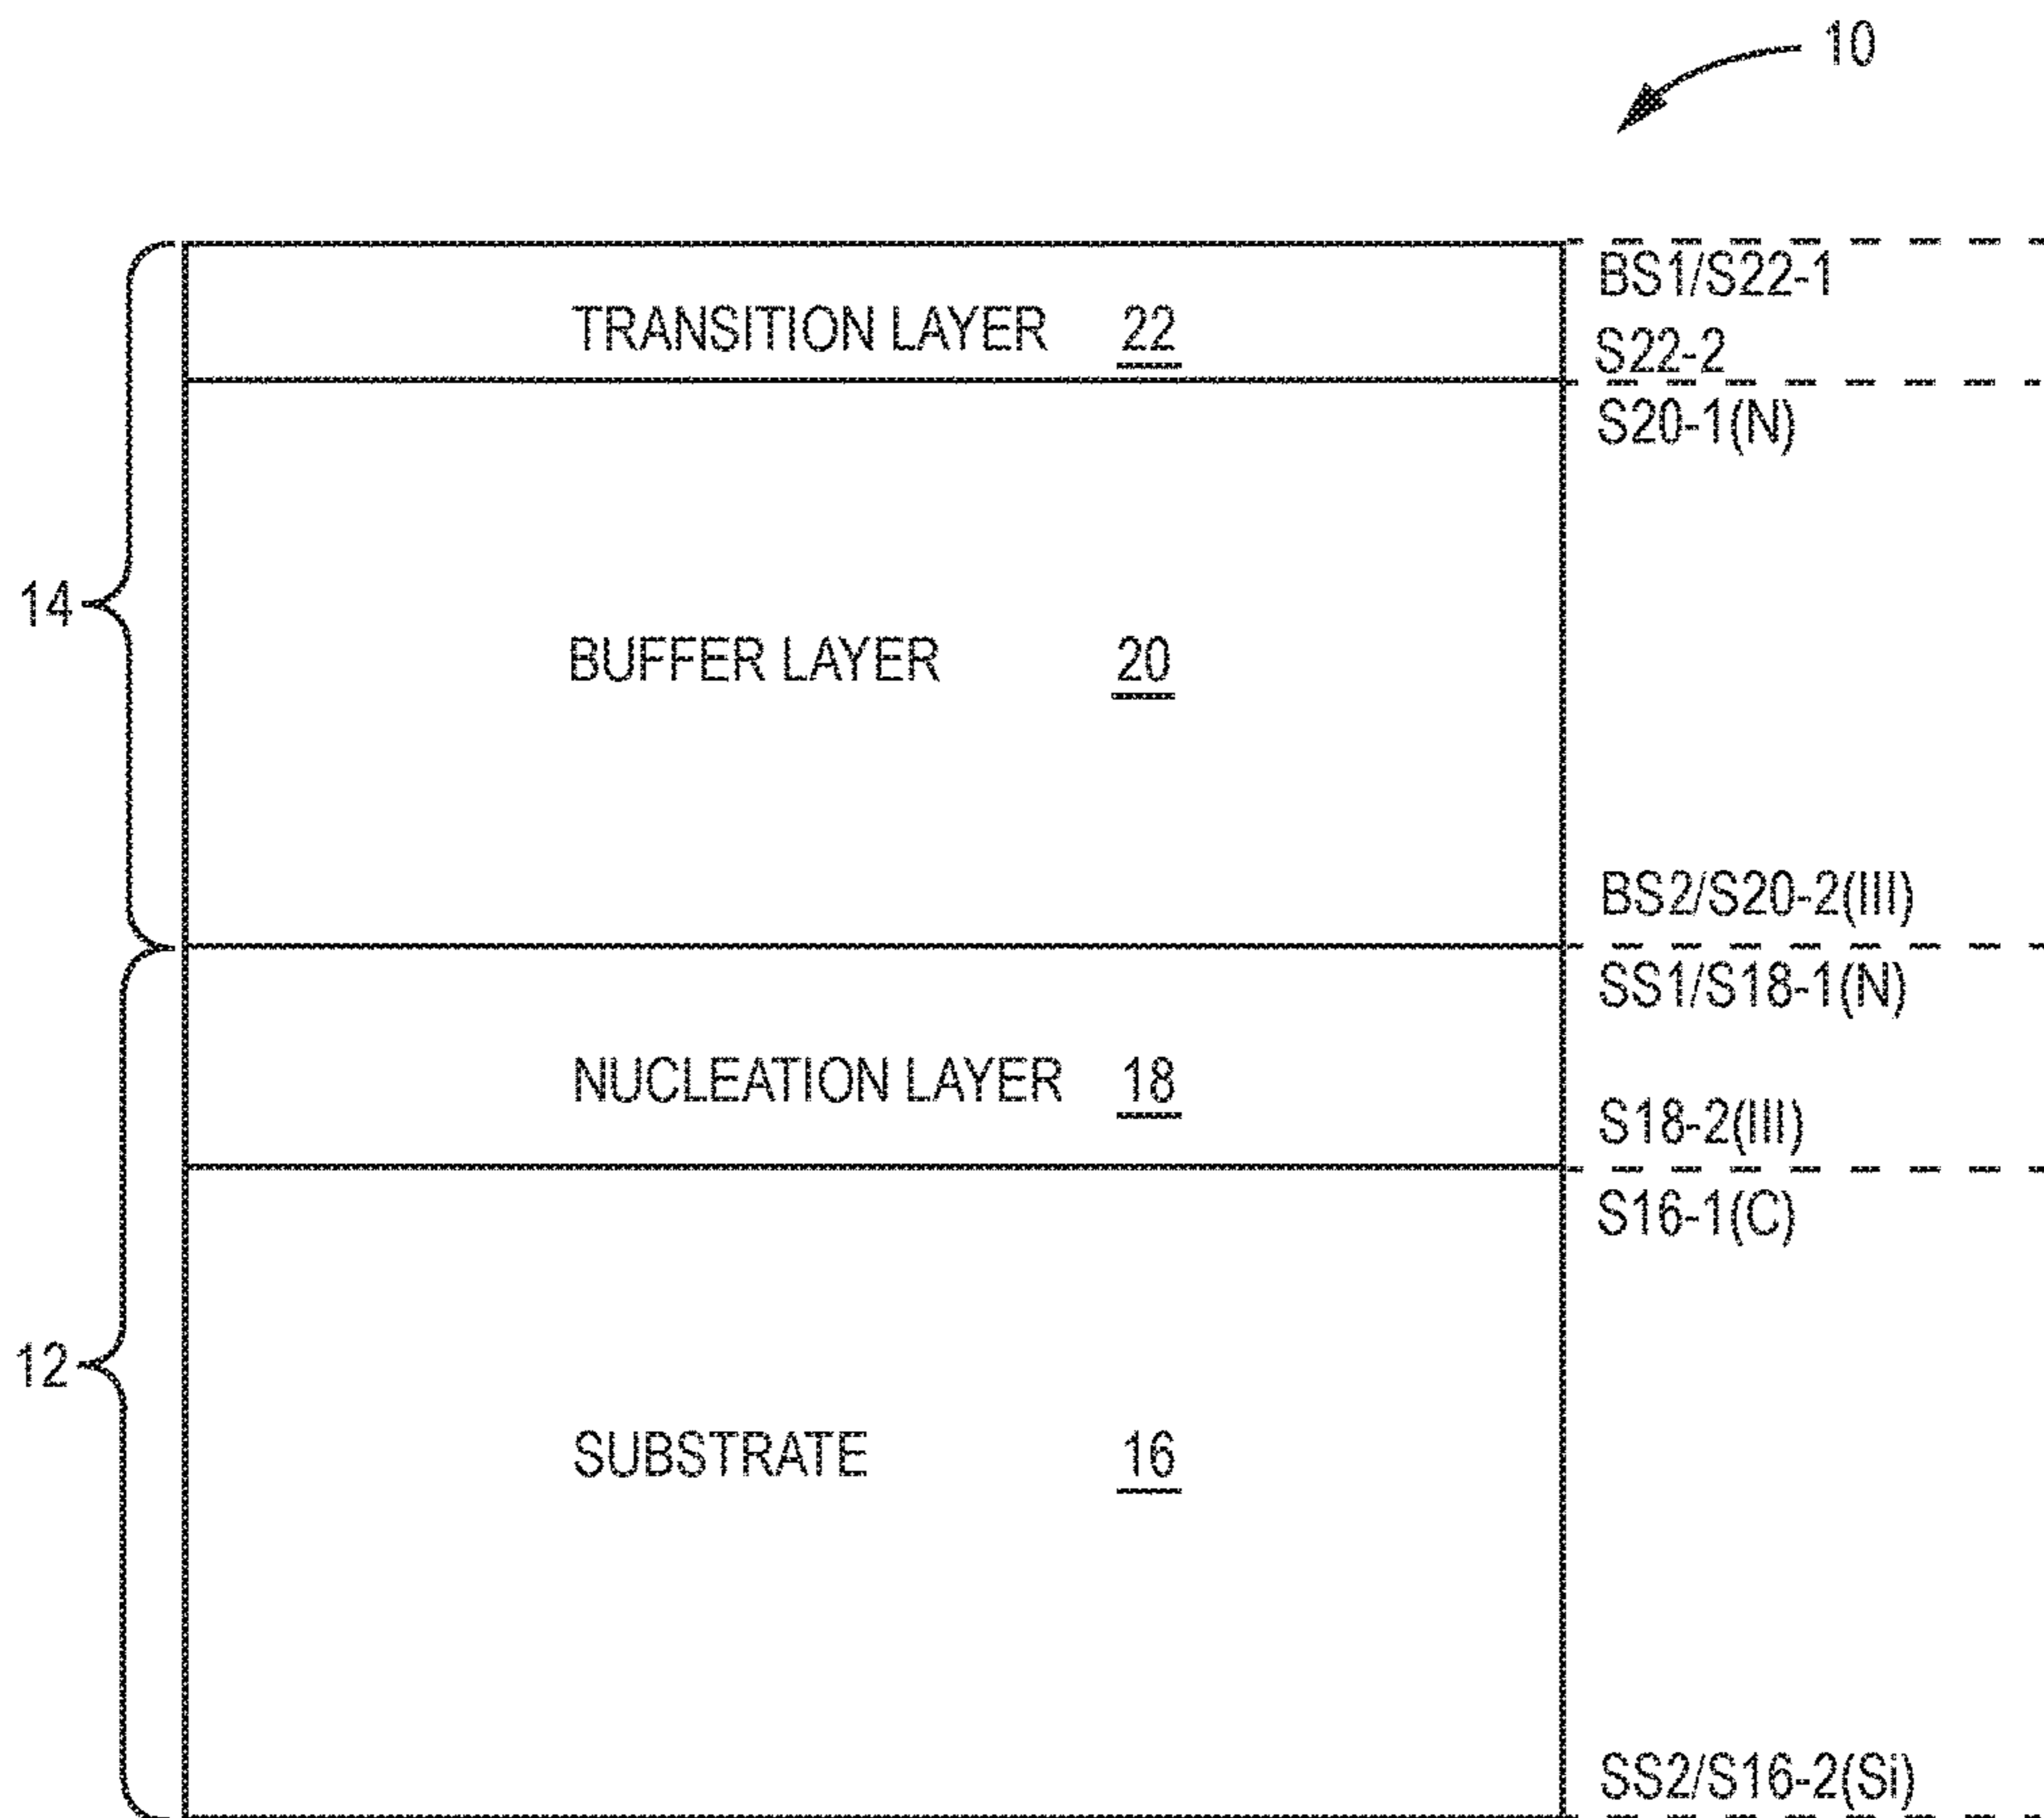 10
BS1/S22-1
TRANSITION LAYER 22
S22-2
S20-1(N)
14
BUFFER LAYER 20
BS2/S20-2(III)
SS1/S18-1(N)
NUCLEATION LAYER 18
S18-2(III)
S16-1(C)
12
SUBSTRATE 16
SS2/S16-2(Si)